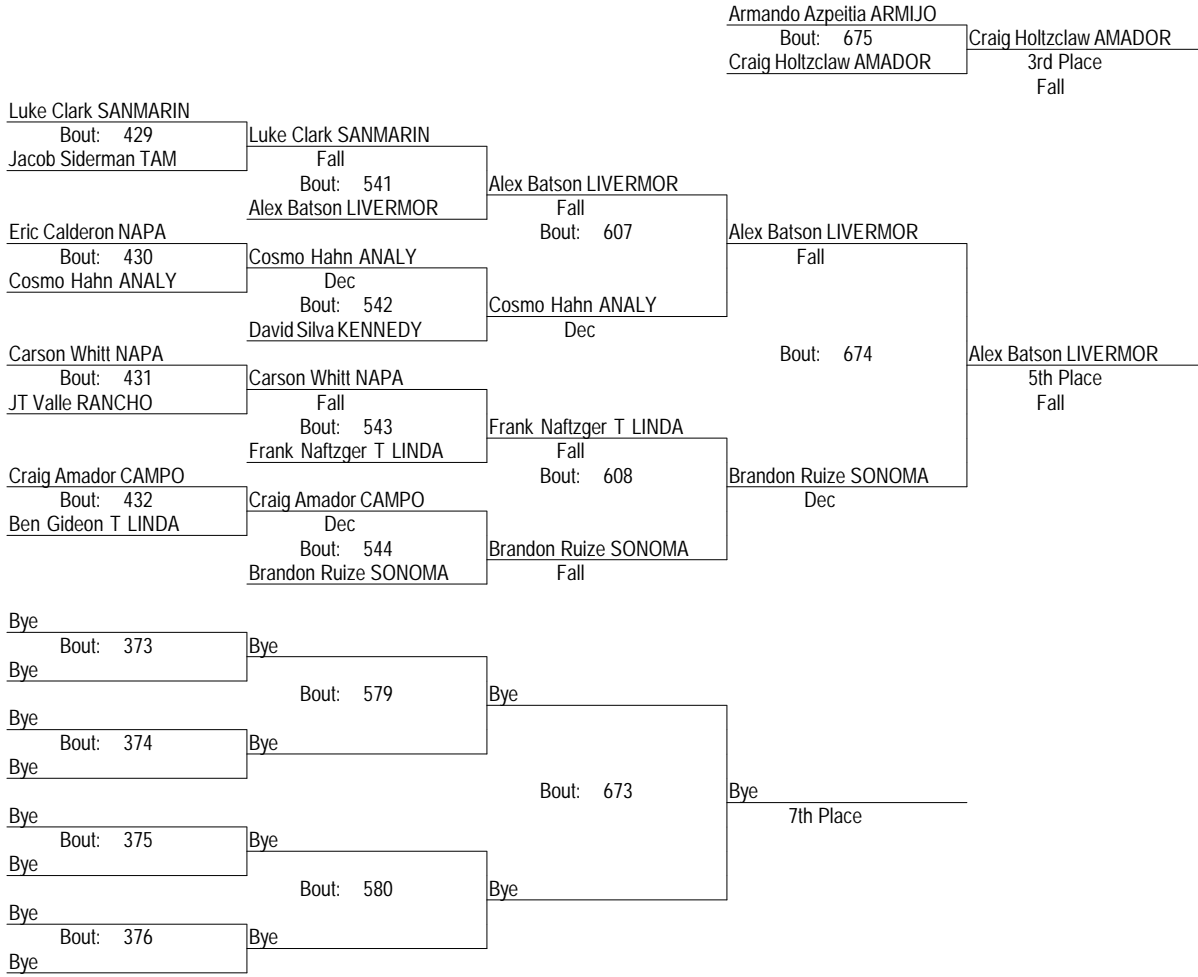 Armando Azpeitia ARMIJO
Bout: 675
Craig Holtzclaw AMADOR
Craig Holtzclaw AMADOR
3rd Place
Fall
Luke Clark SANMARIN
Bout: 429
Jacob Siderman TAM
Luke Clark SANMARIN
Fall
Bout: 541
Alex Batson LIVERMOR
Alex Batson LIVERMOR
Fall
Bout: 607
Eric Calderon NAPA
Bout: 430
Cosmo Hahn ANALY
Cosmo Hahn ANALY
Dec
Bout: 542
David Silva KENNEDY
Cosmo Hahn ANALY
Dec
Alex Batson LIVERMOR
Fall
Bout: 674
Alex Batson LIVERMOR
5th Place
Fall
Carson Whitt NAPA
Bout: 431
JT Valle RANCHO
Carson Whitt NAPA
Fall
Bout: 543
Frank Naftzger T LINDA
Frank Naftzger T LINDA
Fall
Bout: 608
Craig Amador CAMPO
Bout: 432
Ben Gideon T LINDA
Craig Amador CAMPO
Dec
Bout: 544
Brandon Ruize SONOMA
Brandon Ruize SONOMA
Fall
Brandon Ruize SONOMA
Dec
Bye
Bout: 373
Bye
Bye
Bout: 579
Bye
Bout: 374
Bye
Bye
Bye
Bout: 673
Bye
7th Place
Bye
Bout: 375
Bye
Bye
Bout: 580
Bye
Bout: 376
Bye
Bye
Bye